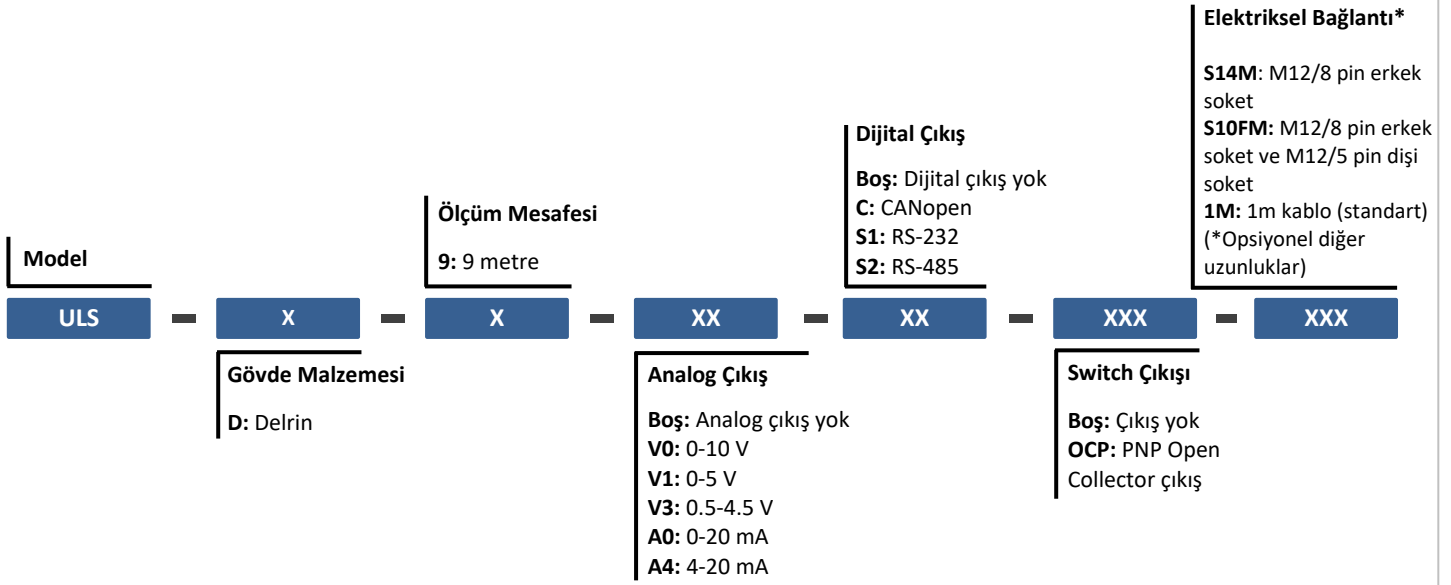 Elektriksel Bağlantı*
S14M: M12/8 pin erkek
soket
S10FM: M12/8 pin erkek
soket ve M12/5 pin dişi
soket
1M: 1m kablo (standart)
(*Opsiyonel diğer
uzunluklar)
Dijital Çıkış
Boş: Dijital çıkış yok
C: CANopen
S1: RS-232
S2: RS-485
Ölçüm Mesafesi
9: 9 metre
Model
ULS X X XX XX XXX XXX
Gövde Malzemesi
D: Delrin
Analog Çıkış
Boş: Analog çıkış yok
V0: 0-10 V
V1: 0-5 V
V3: 0.5-4.5 V
A0: 0-20 mA
A4: 4-20 mA
Switch Çıkışı
Boş: Çıkış yok
OCP: PNP Open
Collector çıkış